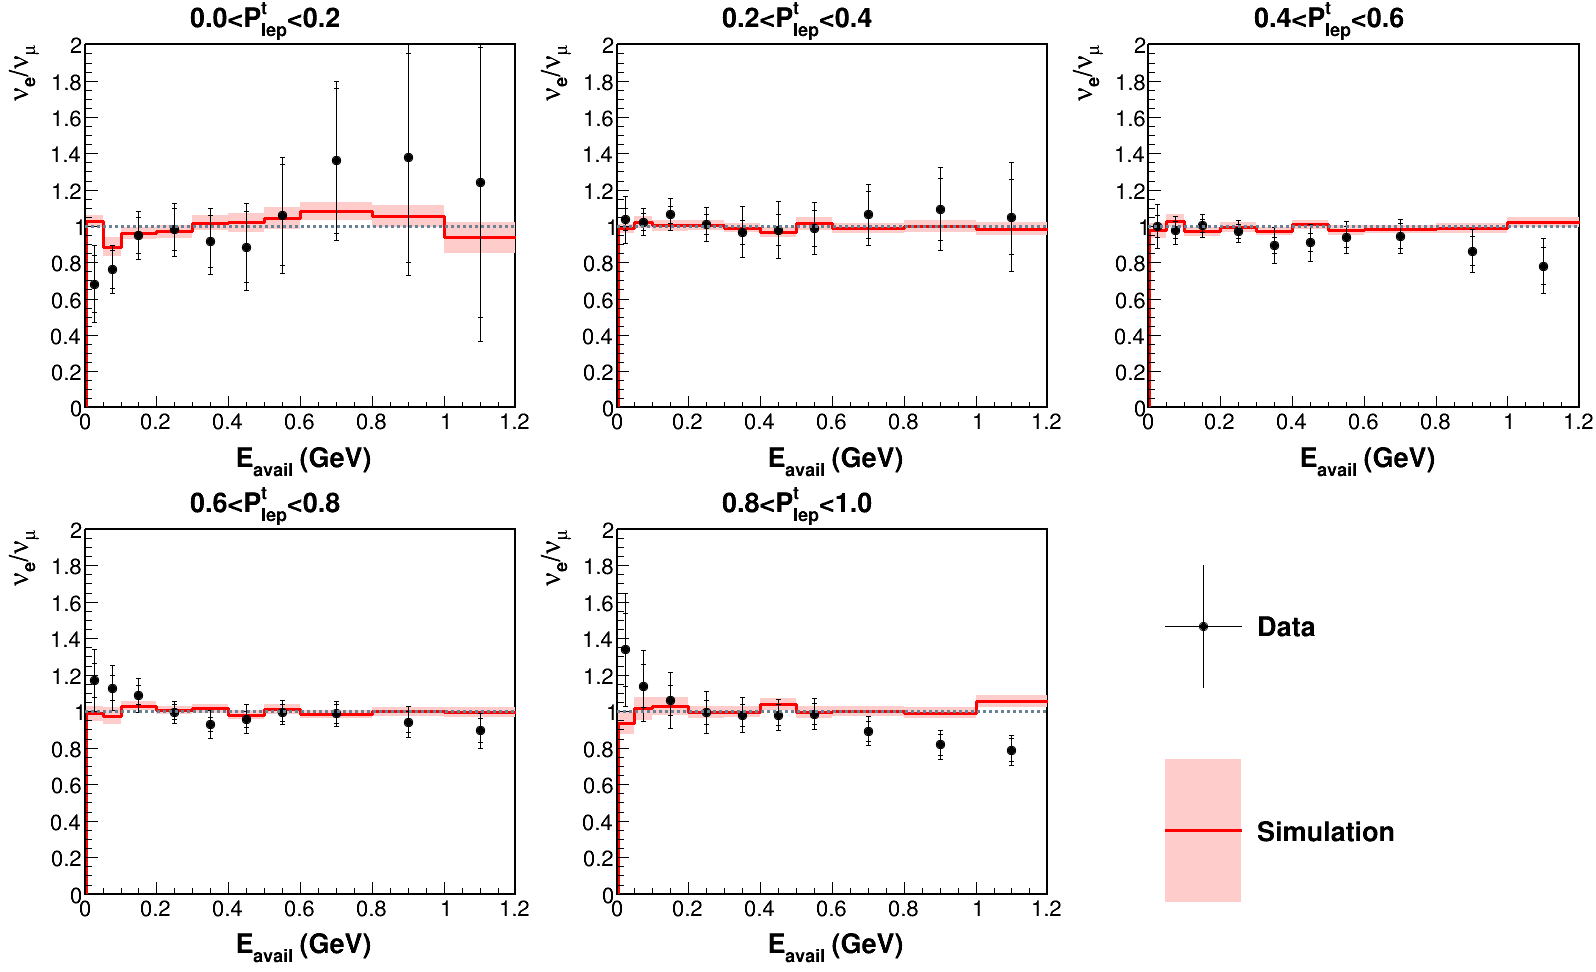 0.0<P^t_lep<0.2
ν_e/ν_μ
2
1.8
1.6
1.4
1.2
1
0.8
0.6
0.4
0.2
0
0 0.2 0.4 0.6 0.8 1 1.2
E_avail (GeV)
0.2<P^t_lep<0.4
ν_e/ν_μ
2
1.8
1.6
1.4
1.2
1
0.8
0.6
0.4
0.2
0
0 0.2 0.4 0.6 0.8 1 1.2
E_avail (GeV)
0.4<P^t_lep<0.6
ν_e/ν_μ
2
1.8
1.6
1.4
1.2
1
0.8
0.6
0.4
0.2
0
0 0.2 0.4 0.6 0.8 1 1.2
E_avail (GeV)
0.6<P^t_lep<0.8
ν_e/ν_μ
2
1.8
1.6
1.4
1.2
1
0.8
0.6
0.4
0.2
0
0 0.2 0.4 0.6 0.8 1 1.2
E_avail (GeV)
0.8<P^t_lep<1.0
ν_e/ν_μ
2
1.8
1.6
1.4
1.2
1
0.8
0.6
0.4
0.2
0
0 0.2 0.4 0.6 0.8 1 1.2
E_avail (GeV)
Data
Simulation